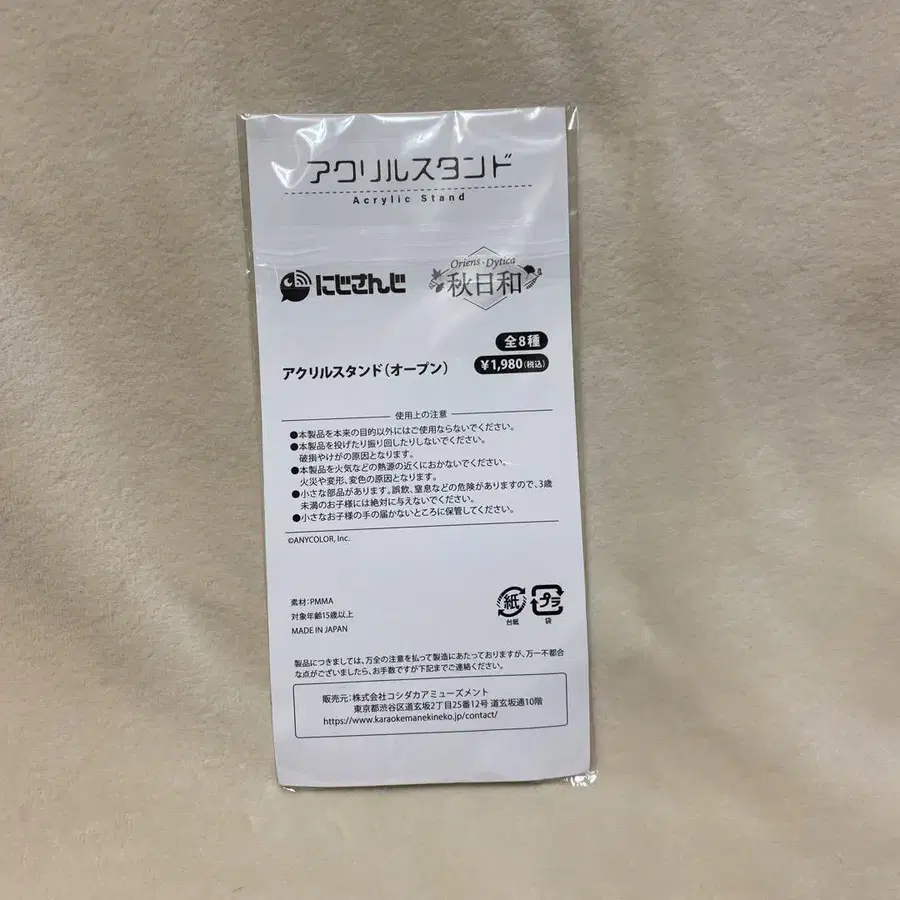 アクリルスタンド
Acrylic Stand
にじさんじ
Oriens・Dytica
秋日和
全8種
アクリルスタンド(オープン)
¥1,980(税込)
使用上の注意
●本製品を本来の目的以外にはご使用ならないでください。
●本製品を投げたり振り回したりしないでください。
破損やけがの原因となります。
●本製品を火気などの熱源の近くにおかないでください。
火災や変形、変色の原因となります。
●小さな部品があります。誤飲、窒息などの危険がありますので、3歳
未満のお子様には絶対に与えないでください。
●小さなお子様の手の届かないところに保管してください。
©ANYCOLOR, Inc.
素材:PMMA
対象年齢15歳以上
MADE IN JAPAN
紙
台紙
プラ
袋
製品につきましては、万全の注意を払って製造にあたっておりますが、万一不都合
な点がございましたら、お手数ですが下記までご連絡ください。
販売元:株式会社コシダカアミューズメント
東京都渋谷区道玄坂2丁目25番12号 道玄坂通10階
https://www.karaokemanekineko.jp/contact/